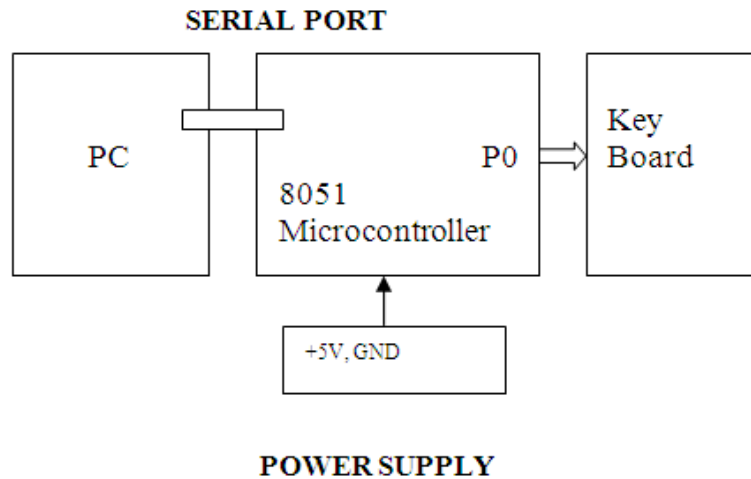 SERIAL PORT
PC
P0
8051
Microcontroller
Key
Board
+5V, GND
POWER SUPPLY